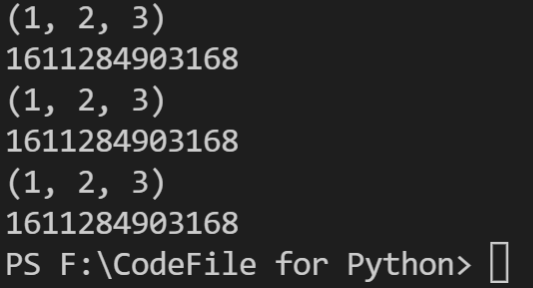 (1, 2, 3)
1611284903168
(1, 2, 3)
1611284903168
(1, 2, 3)
1611284903168
PS F:\CodeFile for Python>